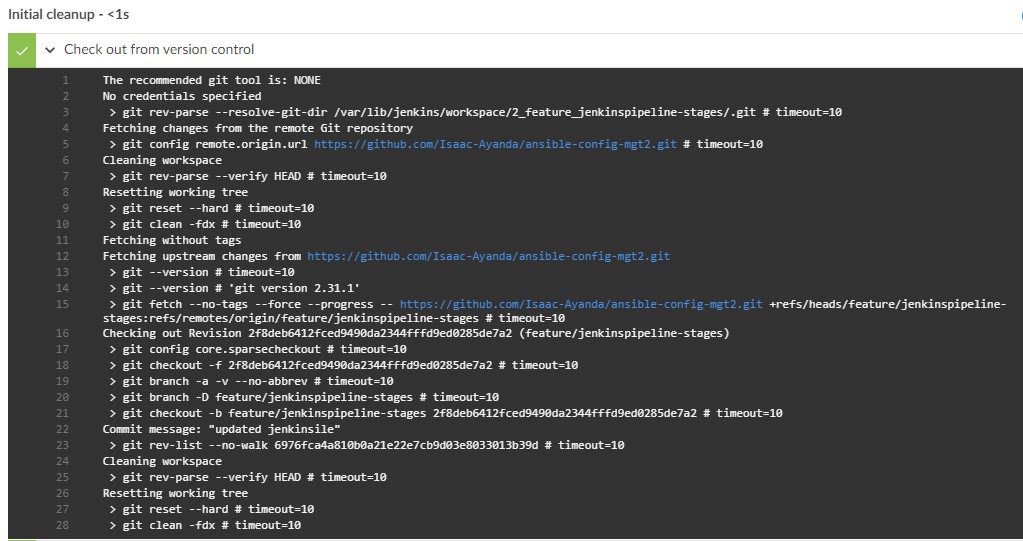 Initial cleanup - <1s
Check out from version control
1 The recommended git tool is: NONE
2 No credentials specified
3 > git rev-parse --resolve-git-dir /var/lib/jenkins/workspace/2_feature_jenkinspipeline-stages/.git # timeout=10
4 Fetching changes from the remote Git repository
5 > git config remote.origin.url https://github.com/Isaac-Ayanda/ansible-config-mgt2.git # timeout=10
6 Cleaning workspace
7 > git rev-parse --verify HEAD # timeout=10
8 Resetting working tree
9 > git reset --hard # timeout=10
10 > git clean -fdx # timeout=10
11 Fetching without tags
12 Fetching upstream changes from https://github.com/Isaac-Ayanda/ansible-config-mgt2.git
13 > git --version # timeout=10
14 > git --version # 'git version 2.31.1'
15 > git fetch --no-tags --force --progress -- https://github.com/Isaac-Ayanda/ansible-config-mgt2.git +refs/heads/feature/jenkinspipeline-
stages:refs/remotes/origin/feature/jenkinspipeline-stages # timeout=10
16 Checking out Revision 2f8deb6412fced9490da2344fffd9ed0285de7a2 (feature/jenkinspipeline-stages)
17 > git config core.sparsecheckout # timeout=10
18 > git checkout -f 2f8deb6412fced9490da2344fffd9ed0285de7a2 # timeout=10
19 > git branch -a -v --no-abbrev # timeout=10
20 > git branch -D feature/jenkinspipeline-stages # timeout=10
21 > git checkout -b feature/jenkinspipeline-stages 2f8deb6412fced9490da2344fffd9ed0285de7a2 # timeout=10
22 Commit message: "updated jenkinsile"
23 > git rev-list --no-walk 6976fca4a810b0a21e22e7cb9d03e8033013b39d # timeout=10
24 Cleaning workspace
25 > git rev-parse --verify HEAD # timeout=10
26 Resetting working tree
27 > git reset --hard # timeout=10
28 > git clean -fdx # timeout=10